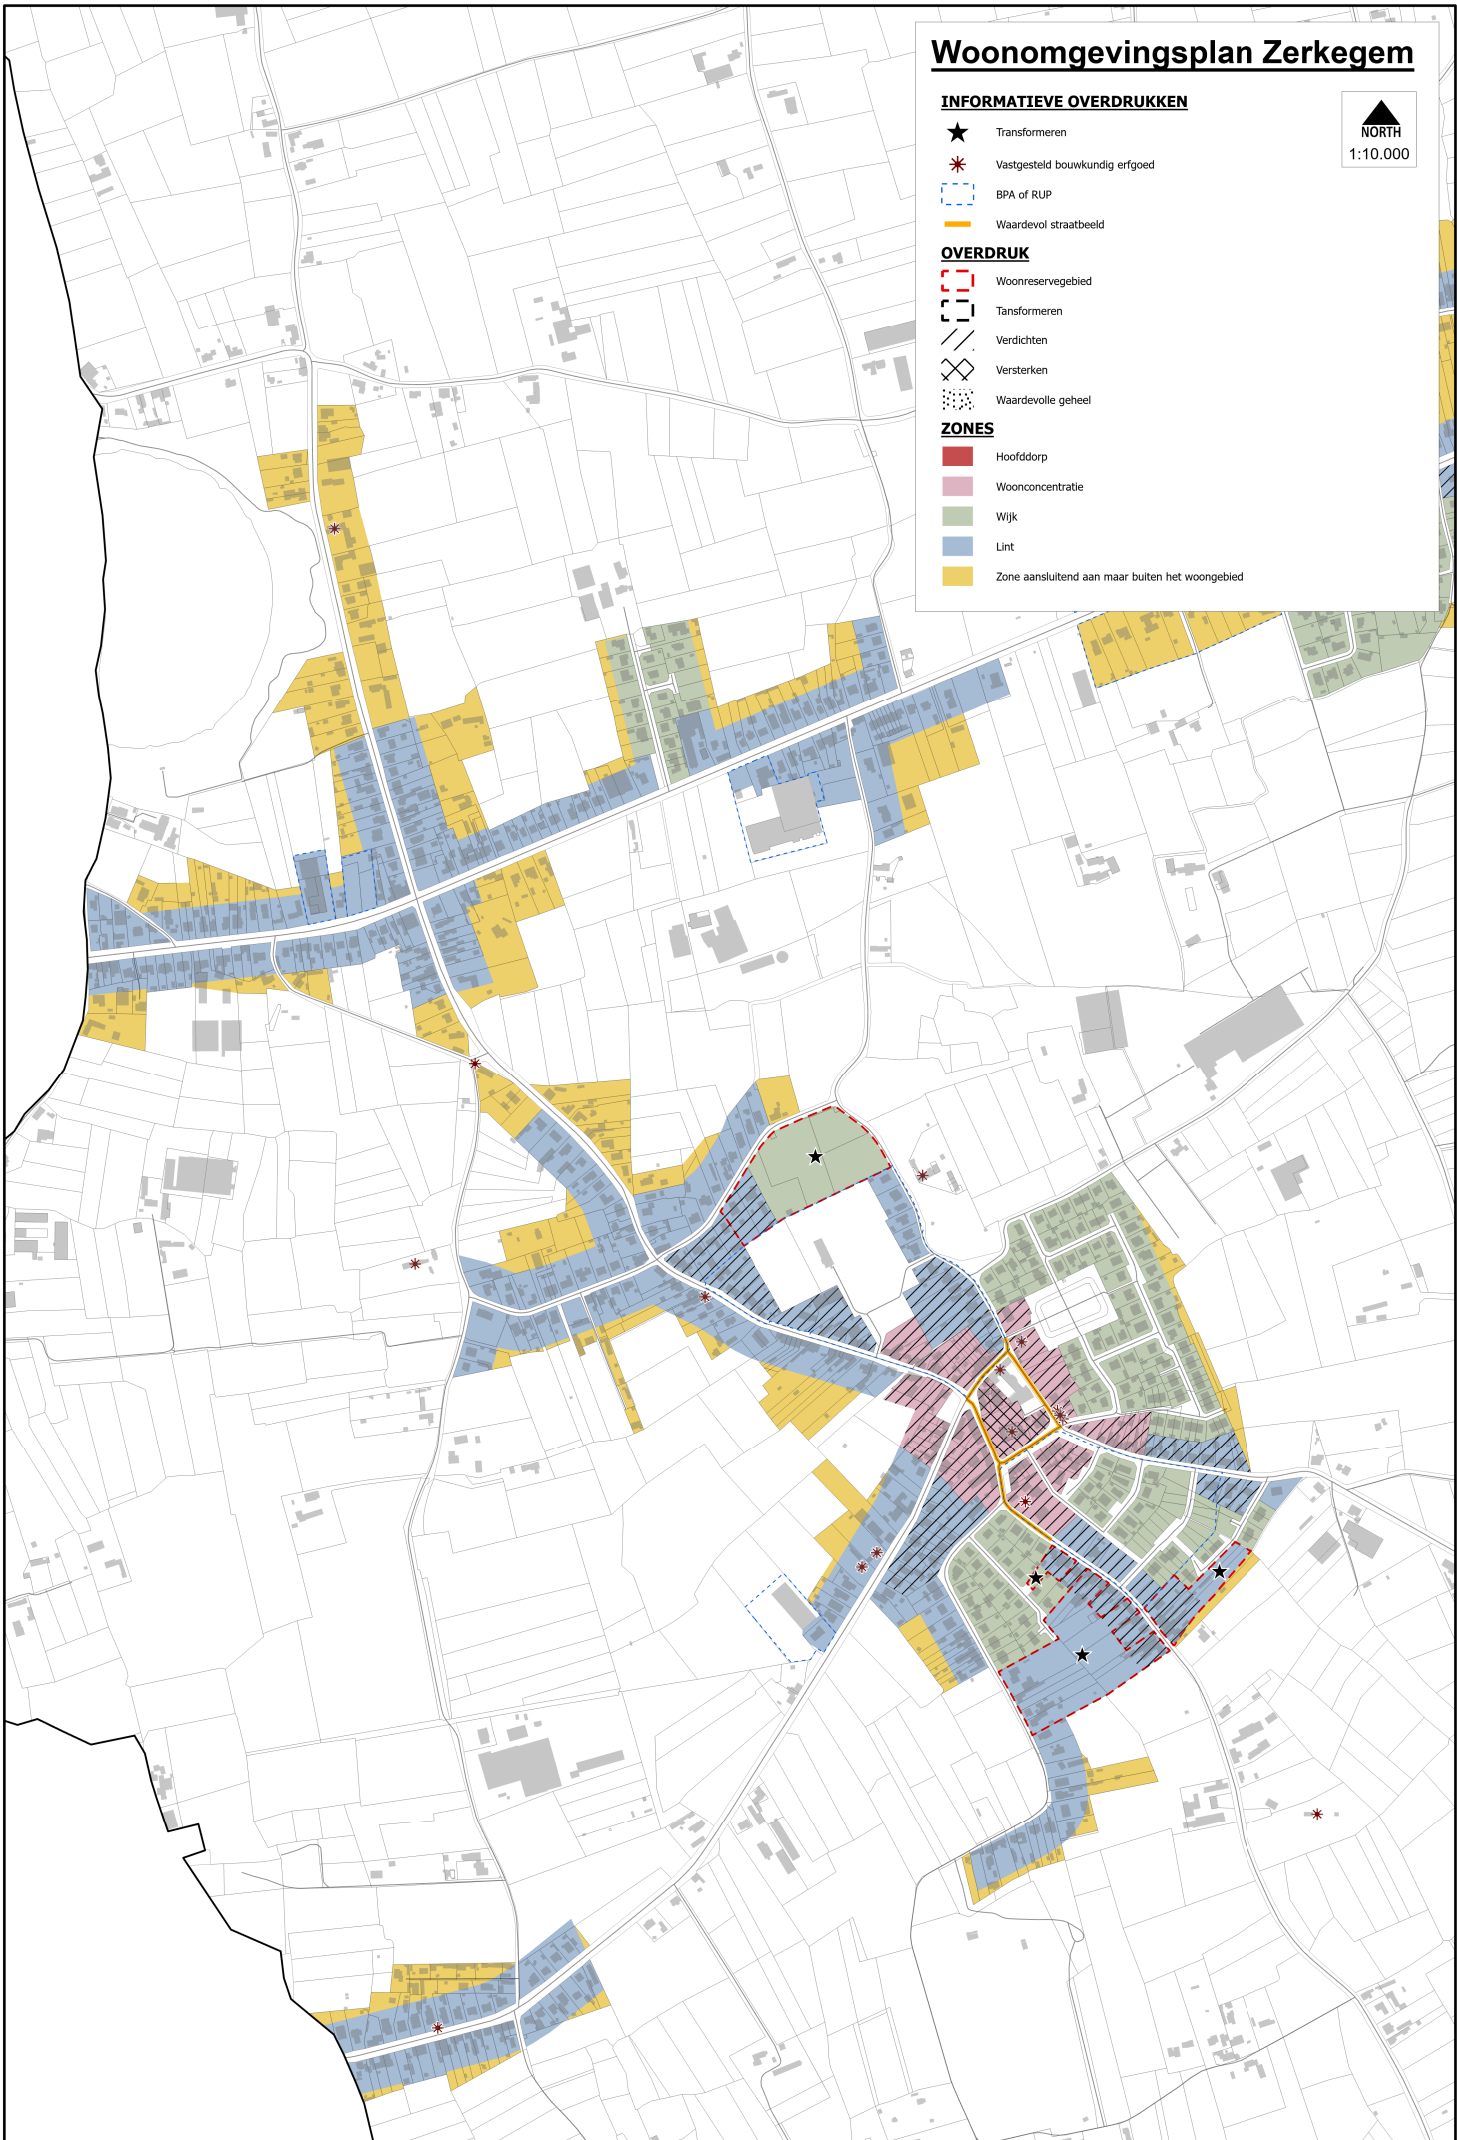 Woonomgevingsplan Zerkegem
INFORMATIEVE OVERDRUKKEN
Transformeren
Vastgesteld bouwkundig erfgoed
BPA of RUP
Waardevol straatbeeld
NORTH
1:10.000
OVERDRUK
Woonreservegebied
Tansformeren
Verdichten
Versterken
Waardevolle geheel
ZONES
Hoofddorp
Woonconcentratie
Wijk
Lint
Zone aansluitend aan maar buiten het woongebied